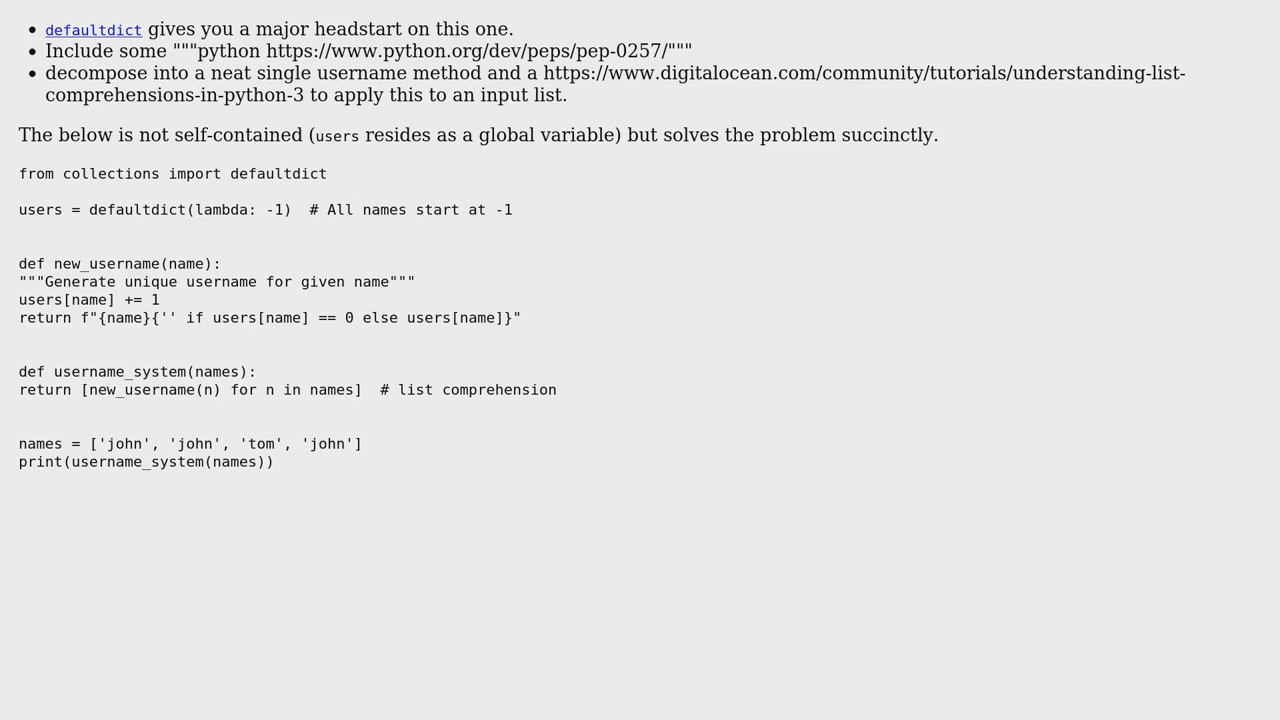 defaultdict gives you a major headstart on this one.
Include some """python https://www.python.org/dev/peps/pep-0257/"""
decompose into a neat single username method and a https://www.digitalocean.com/community/tutorials/understanding-list-
comprehensions-in-python-3 to apply this to an input list.
The below is not self-contained (users resides as a global variable) but solves the problem succinctly.
from collections import defaultdict
users = defaultdict(lambda: -1)  # All names start at -1
def new_username(name):
"""Generate unique username for given name"""
users[name] += 1
return f"{name}{'' if users[name] == 0 else users[name]}"
def username_system(names):
return [new_username(n) for n in names]  # list comprehension
names = ['john', 'john', 'tom', 'john']
print(username_system(names))